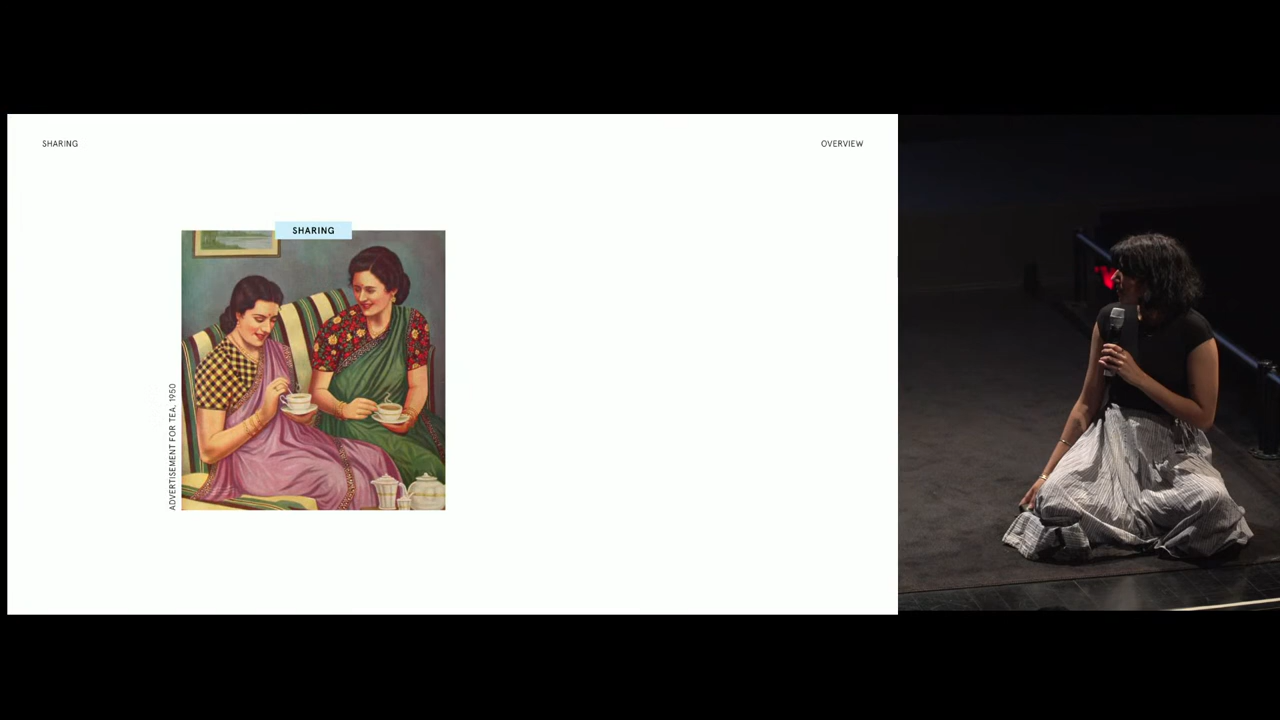 SHARING
OVERVIEW
SHARING
ADVERTISEMENT FOR TEA, 1950